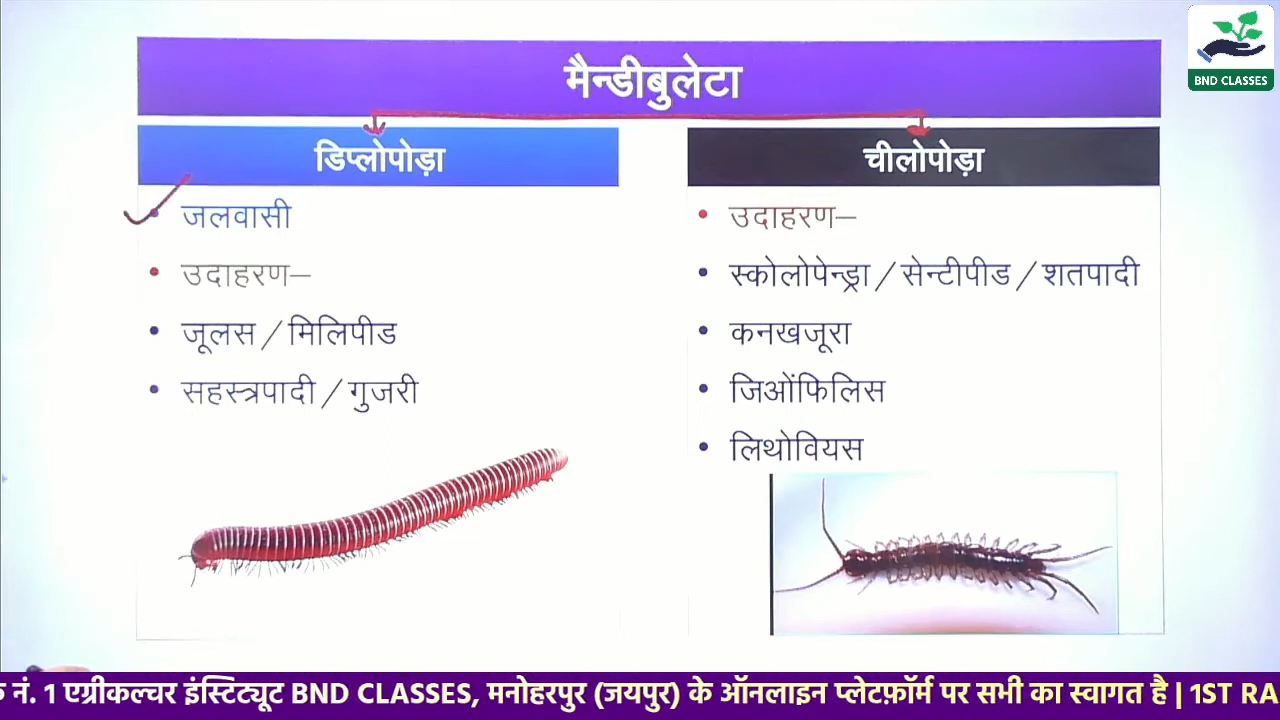 BND CLASSES
मैन्डीबुलेटा
डिप्लोपोड़ा
जलवासी
उदाहरण–
जूलस / मिलिपीड
सहस्त्रपादी / गुजरी
चीलोपोड़ा
उदाहरण–
स्कोलोपेन्ड्रा / सेन्टीपीड / शतपादी
कनखजूरा
जिओंफिलिस
लिथोवियस
नं. 1 एग्रीकल्चर इंस्टिट्यूट BND CLASSES, मनोहरपुर (जयपुर) के ऑनलाइन प्लेटफ़ॉर्म पर सभी का स्वागत है | 1ST RA